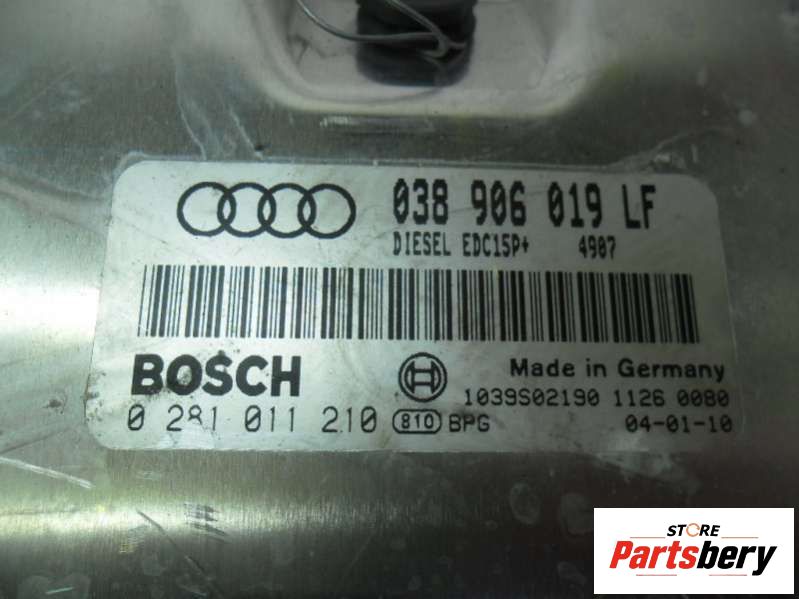 038 906 019 LF
DIESEL EDC15P+ 4907
BOSCH
Made in Germany
1039S02190 1126 0080
0 281 011 210 810 BPG 04-01-10
STORE
Partsbery